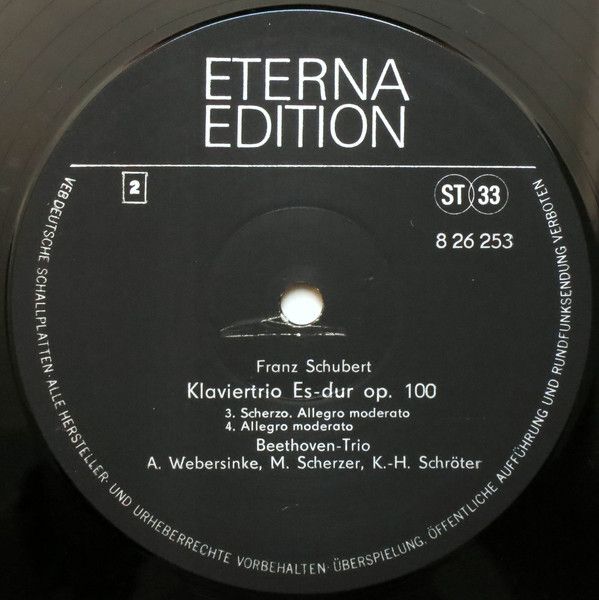 ETERNA
EDITION
2
ST 33
8 26 253
Franz Schubert
Klaviertrio Es-dur op. 100
3. Scherzo. Allegro moderato
4. Allegro moderato
Beethoven-Trio
A. Webersinke, M. Scherzer, K.-H. Schröter
VEB DEUTSCHE SCHALLPLATTEN ALLE HERSTELLER- UND URHEBERRECHTE VORBEHALTEN · ÜBERSPIELUNG, ÖFFENTLICHE AUFFÜHRUNG UND RUNDFUNKSENDUNG VERBOTEN